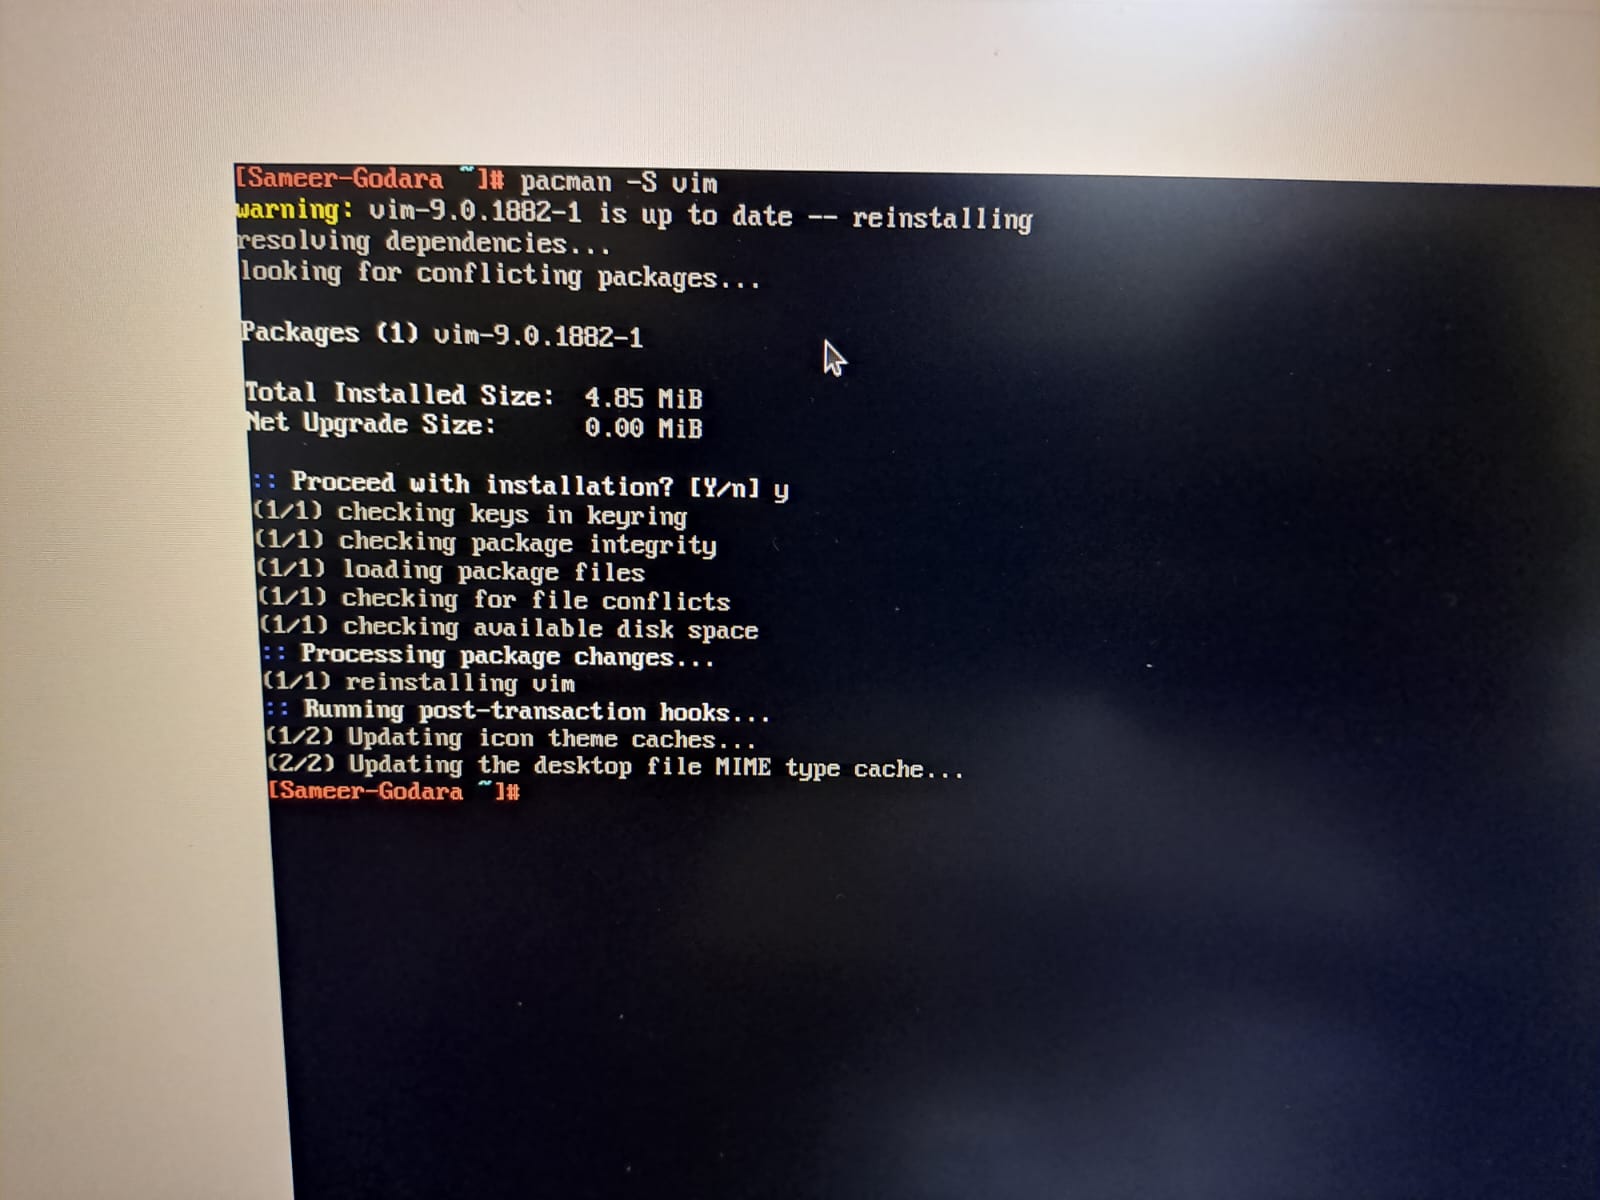 [Sameer-Godara ~]# pacman -S vim
warning: vim-9.0.1882-1 is up to date -- reinstalling
resolving dependencies...
looking for conflicting packages...
Packages (1) vim-9.0.1882-1
Total Installed Size: 4.85 MiB
Net Upgrade Size: 0.00 MiB
:: Proceed with installation? [Y/n] y
(1/1) checking keys in keyring
(1/1) checking package integrity
(1/1) loading package files
(1/1) checking for file conflicts
(1/1) checking available disk space
:: Processing package changes...
(1/1) reinstalling vim
:: Running post-transaction hooks...
(1/2) Updating icon theme caches...
(2/2) Updating the desktop file MIME type cache...
[Sameer-Godara ~]#